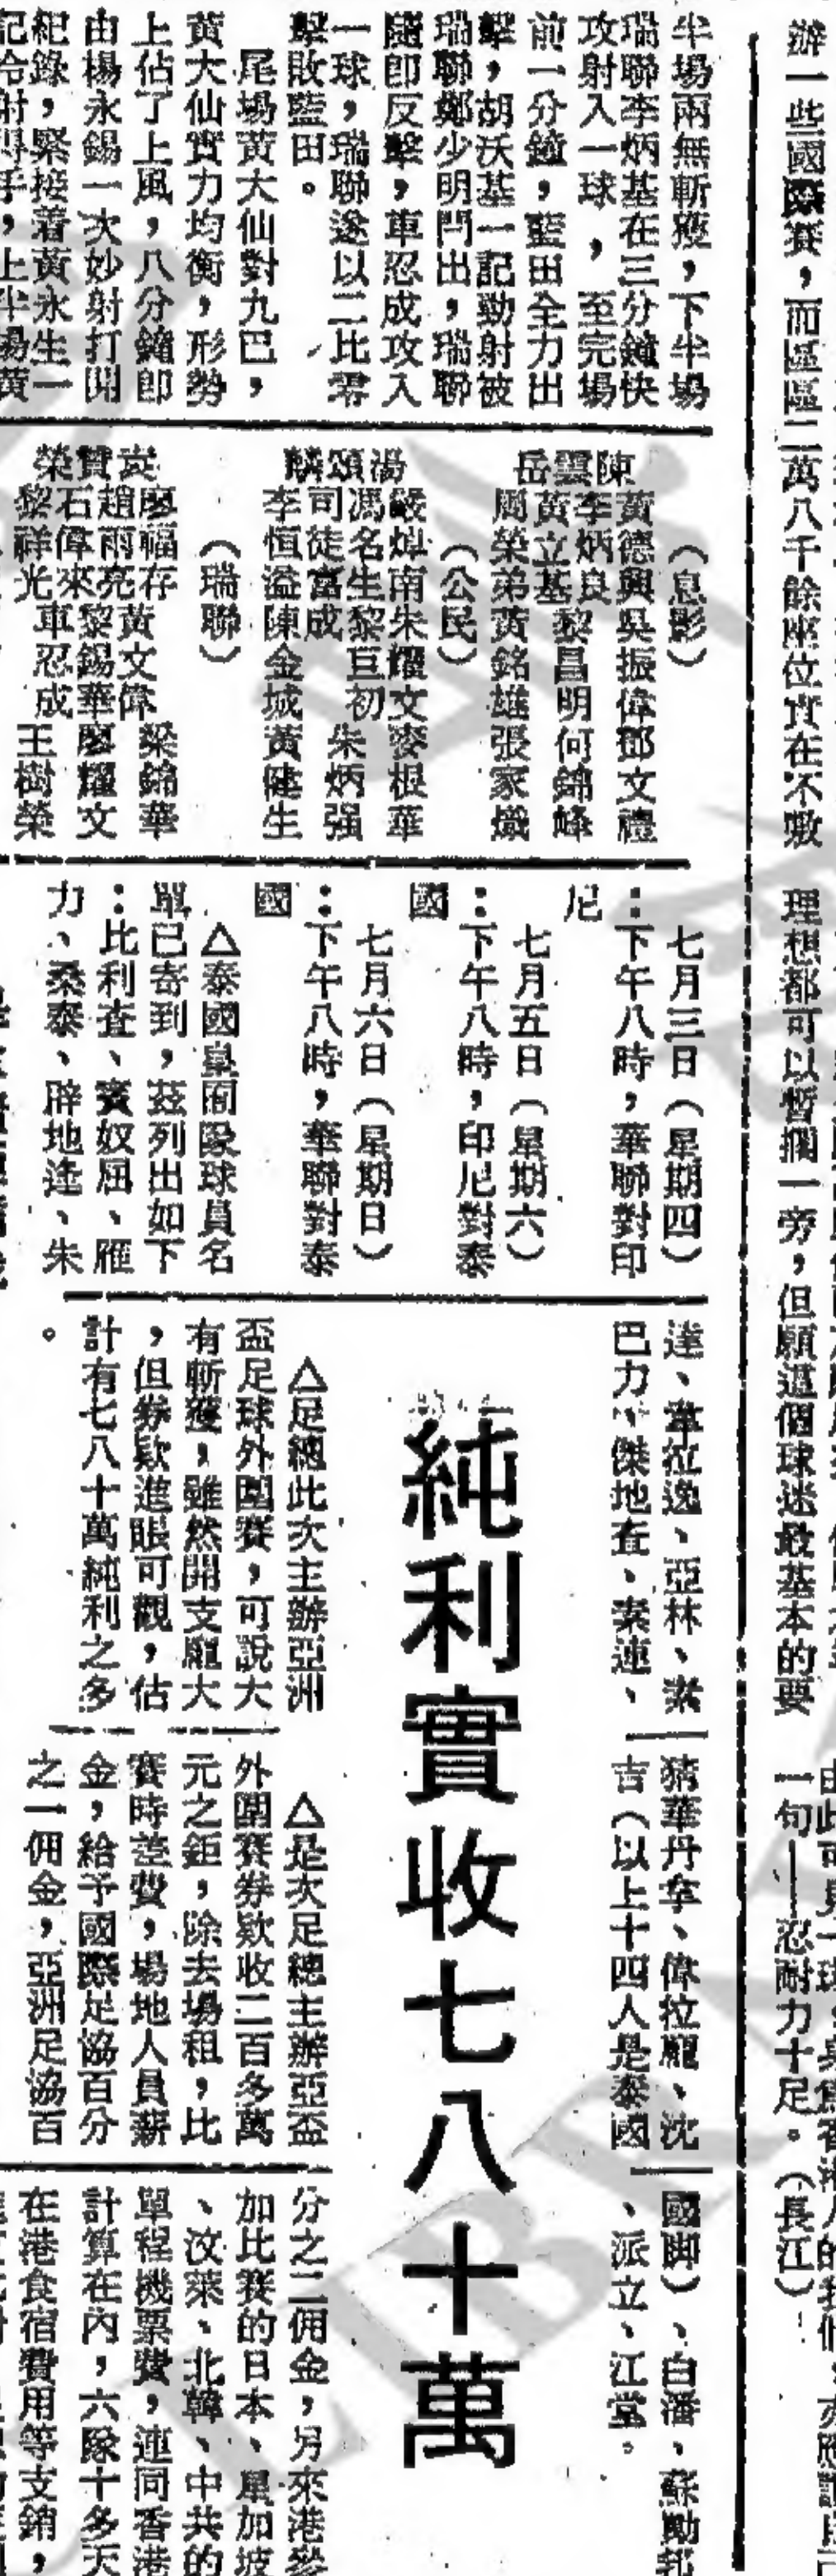 辦一些國際賽，而區區二萬八千餘座位實在不敷
理想都可以暫擱一旁，但願這個球迷最基本的要
一句——忍耐力十足。（長江）
半場兩無斬獲，下半場
瑞聯李炳基在三分鐘快
攻射入一球，至完場
前一分鐘，藍田全力出
擊，胡沃基一記勁射被
瑞聯鄭少明鬥出，瑞聯
隨即反擊，車忍成攻入
一球，瑞聯遂以二比零
擊敗藍田。
尾場黃大仙對九巴，
黃大仙實力均衡，形勢
上佔了上風，八分鐘即
由楊永錫一次妙射打開
紀錄，緊接着黃永生一
（息影）
陳黃德興吳振偉鄧文禮
雲李炳良
岳黃立基黎昌明何錦峰
周榮弟黃銘雄張家熾
（公民）
嚴焯南朱耀文麥根華
湯馮名生黎巨初
頌司徒富成 朱炳强
麟李恒溢陳金城黃健生
（瑞聯）
廖福存黃文偉 梁錦華
趙雨亮
石偉來黎錫華廖耀文
榮黎祥光車忍成 王樹榮
七月三日（星期四）
：下午八時，華聯對印
尼
七月五日（星期六）
：下午八時，印尼對泰
國
七月六日（星期日）
：下午八時，華聯對泰
國
△泰國皇囿隊球員名
單已寄到，茲列出如下
：比利査、賓奴屈、雁
力、桑泰、辟地逢、朱
達、韋拉逸、亞林、素
巴力、傑地査、素連、
猜華丹拿、偉拉龍、沈
吉（以上十四人是泰國
國脚）、白潘、蘇勳邦
、派立、江堂。
純利實收七八十萬
△足總此次主辦亞洲
盃足球外圍賽，可說大
有斬獲，雖然開支龐大
，但券欵進賬可觀，估
計有七八十萬純利之多
。
△是次足總主辦亞盃
外圍賽券欵收二百多萬
元之鉅，除去場租，比
賽時差費，場地人員薪
金，給予國際足協百分
之一佣金，亞洲足協百
分之二佣金，另來港參
加比賽的日本、星加坡
、汶萊、北韓、中共的
單程機票費，連同香港
計算在內，六隊十多天
在港食宿費用等支銷，